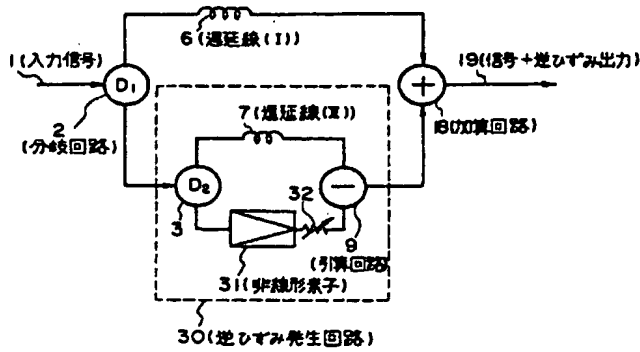 6(遅延線(I))
1(入力信号)
D1
2
(分岐回路)
+
19(信号+逆ひずみ出力)
18(加算回路)
7(遅延線(II))
D2
3
32
−
9
(引算回路)
31(非線形素子)
30(逆ひずみ発生回路)